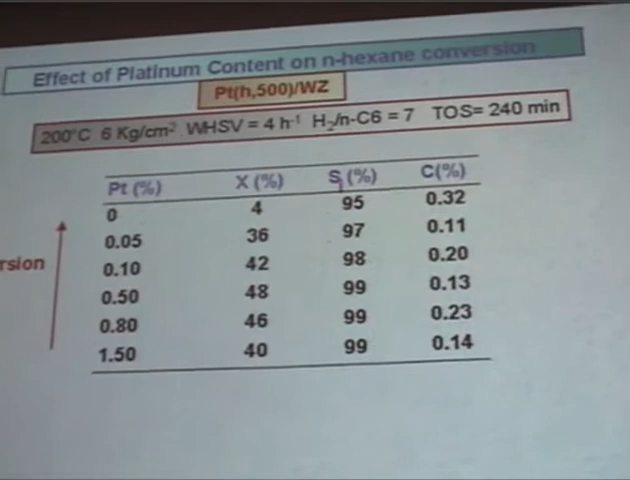 Effect of Platinum Content on n-hexane conversion
Pt(h,500)/WZ
200°C 6 Kg/cm² WHSV = 4 h⁻¹ H₂/n-C6 = 7 TOS= 240 min
Pt (%) X (%) Sᵢ (%) C(%)
0 4 95 0.32
0.05 36 97 0.11
rsion 0.10 42 98 0.20
0.50 48 99 0.13
0.80 46 99 0.23
1.50 40 99 0.14